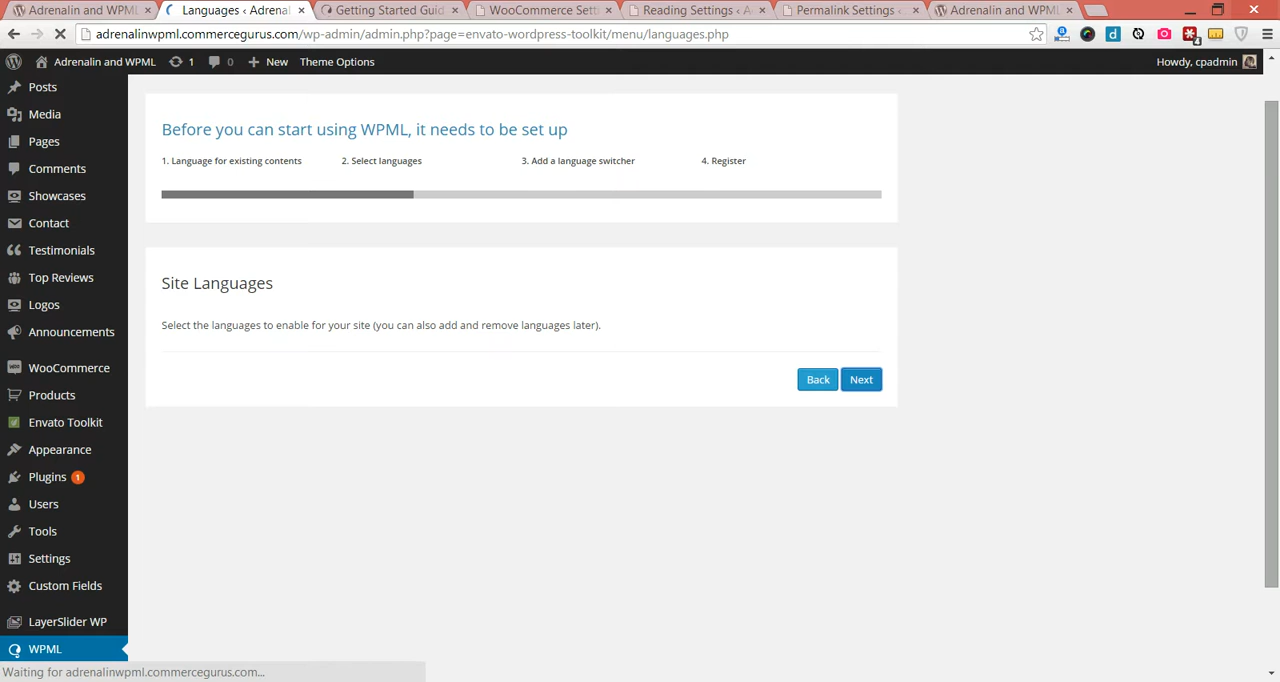 Adrenalin and WPML
Languages ‹ Adrenal
Getting Started Guid
WooCommerce Sett
Reading Settings ‹ A
Permalink Settings ‹
Adrenalin and WPML
adrenalinwpml.commercegurus.com/wp-admin/admin.php?page=envato-wordpress-toolkit/menu/languages.php
Adrenalin and WPML 1 0 New Theme Options Howdy, cpadmin
Posts
Media
Pages
Comments
Showcases
Contact
Testimonials
Top Reviews
Logos
Announcements
WooCommerce
Products
Envato Toolkit
Appearance
Plugins 1
Users
Tools
Settings
Custom Fields
LayerSlider WP
WPML
Before you can start using WPML, it needs to be set up
1. Language for existing contents 2. Select languages 3. Add a language switcher 4. Register
Site Languages
Select the languages to enable for your site (you can also add and remove languages later).
Back Next
Waiting for adrenalinwpml.commercegurus.com...